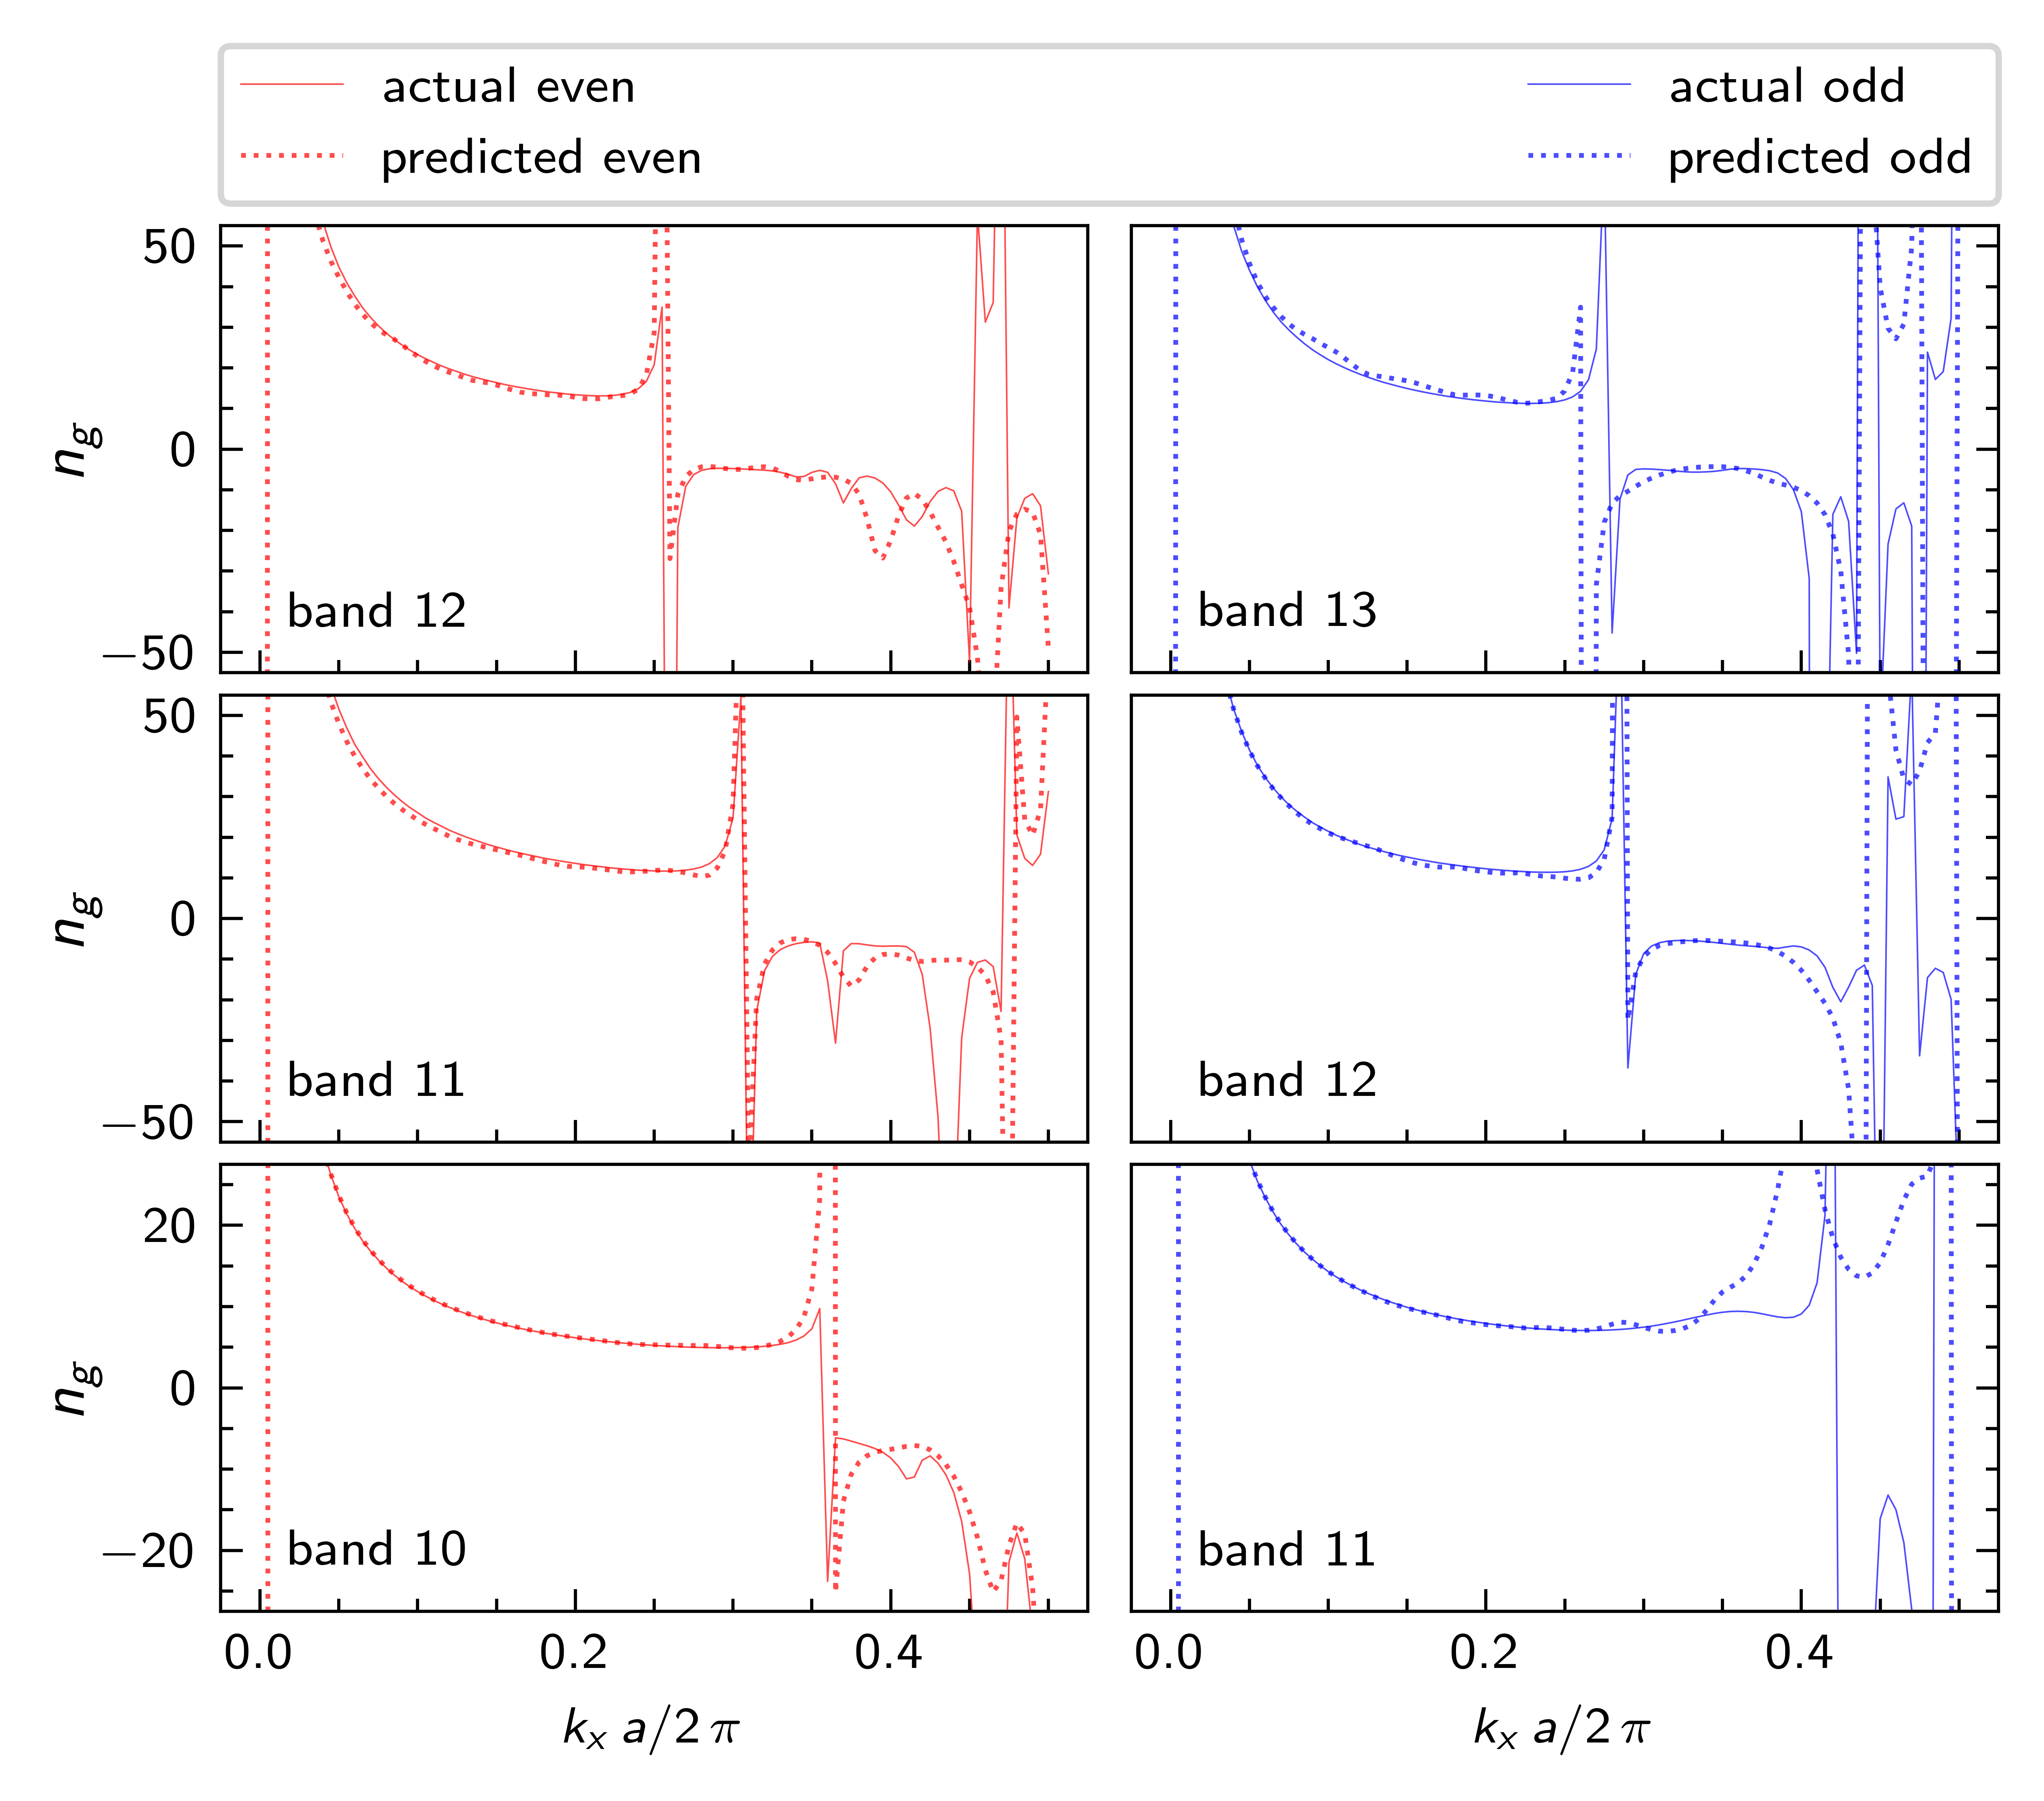 actual even
predicted even
actual odd
predicted odd
50
0
−50
n_g
band 12
band 13
50
0
−50
n_g
band 11
band 12
20
0
−20
n_g
band 10
band 11
0.0 0.2 0.4
0.0 0.2 0.4
k_x a/2 π
k_x a/2 π